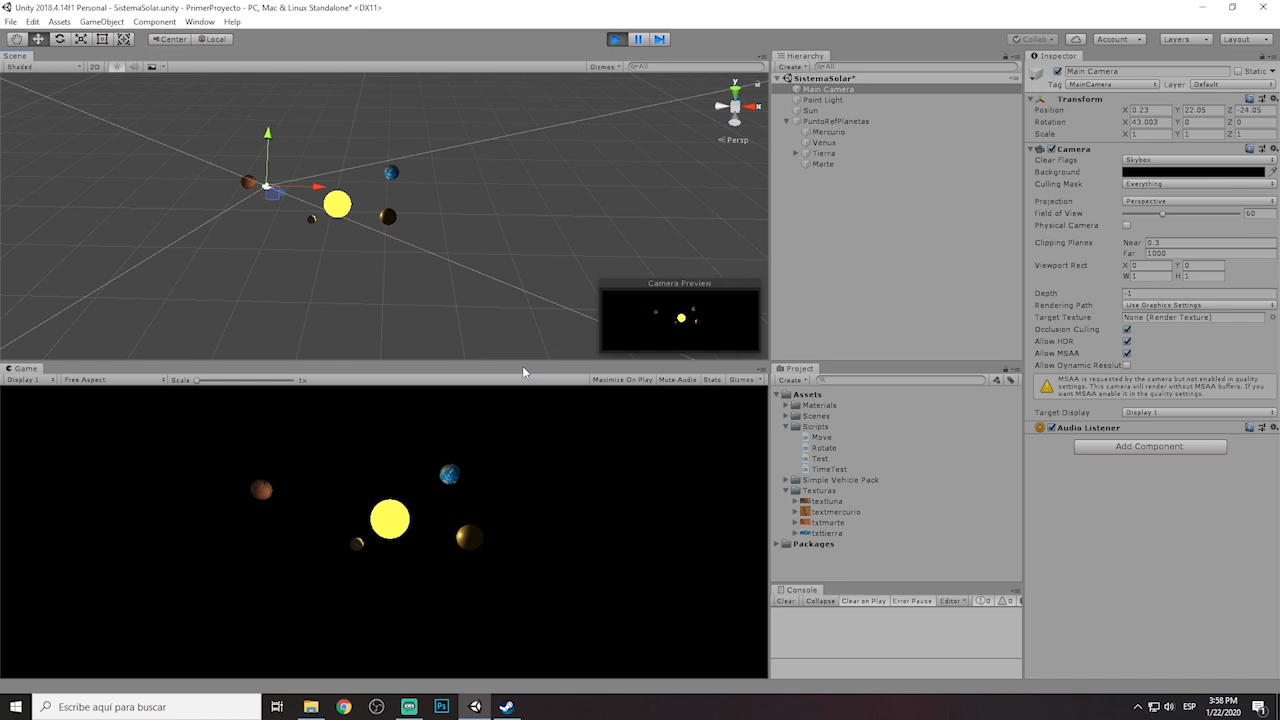 Unity 2018.4.14f1 Personal - SistemaSolar.unity - PrimerProyecto - PC, Mac & Linux Standalone* <DX11>
File Edit Assets GameObject Component Window Help
Center Local
Collab Account Layers Layout
Scene
Shaded 2D Gizmos All
y
x
Persp
Camera Preview
Hierarchy
Create All
SistemaSolar*
Main Camera
Point Light
Sun
PuntoRefPlanetas
Mercurio
Venus
Tierra
Marte
Inspector
Main Camera Static
Tag MainCamera Layer Default
Transform
Position X 0.23 Y 22.05 Z -24.05
Rotation X 43.003 Y 0 Z 0
Scale X 1 Y 1 Z 1
Camera
Clear Flags Skybox
Background
Culling Mask Everything
Projection Perspective
Field of View 60
Physical Camera
Clipping Planes Near 0.3
Far 1000
Viewport Rect X 0 Y 0
W 1 H 1
Depth -1
Rendering Path Use Graphics Settings
Target Texture None (Render Texture)
Occlusion Culling
Allow HDR
Allow MSAA
Allow Dynamic Resolut
MSAA is requested by the camera but not enabled in quality
settings. This camera will render without MSAA buffers. If you
want MSAA enable it in the quality settings.
Target Display Display 1
Audio Listener
Add Component
Game
Display 1 Free Aspect Scale 1x Maximize On Play Mute Audio Stats Gizmos
Project
Create
Assets
Materials
Scenes
Scripts
Move
Rotate
Test
TimeTest
Simple Vehicle Pack
Texturas
textluna
textmercurio
txtmarte
txttierra
Packages
Console
Clear Collapse Clear on Play Error Pause Editor 0 0
Escribe aquí para buscar
Ps
ESP
3:58 PM
1/22/2020
1